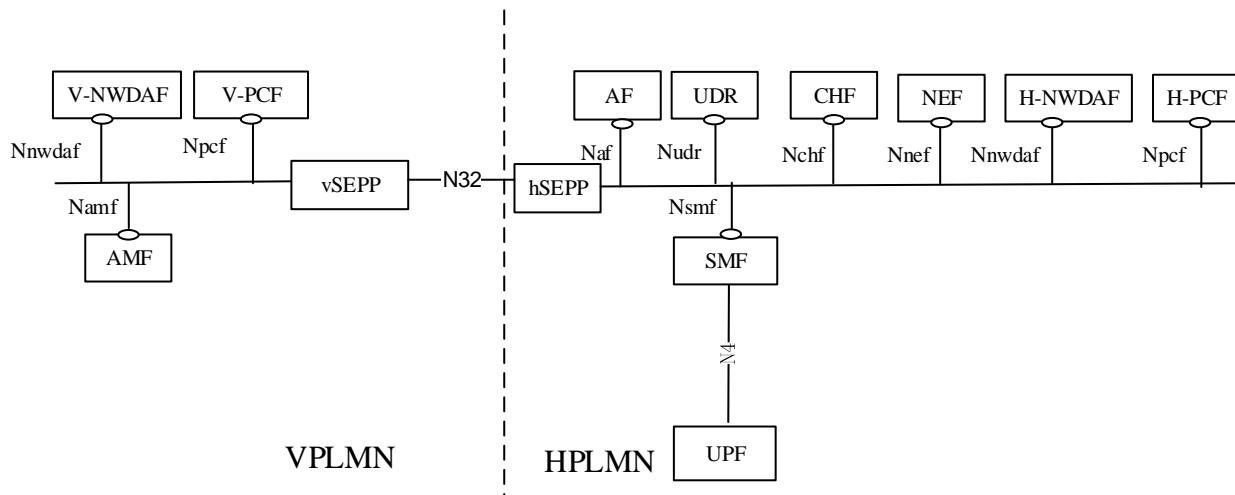 V-NWDAF V-PCF AF UDR CHF NEF H-NWDAF H-PCF
Nnwdaf Npcf Naf Nudr Nchf Nnef Nnwdaf Npcf
vSEPP N32 hSEPP
Namf Nsmf
AMF SMF
N4
VPLMN HPLMN UPF